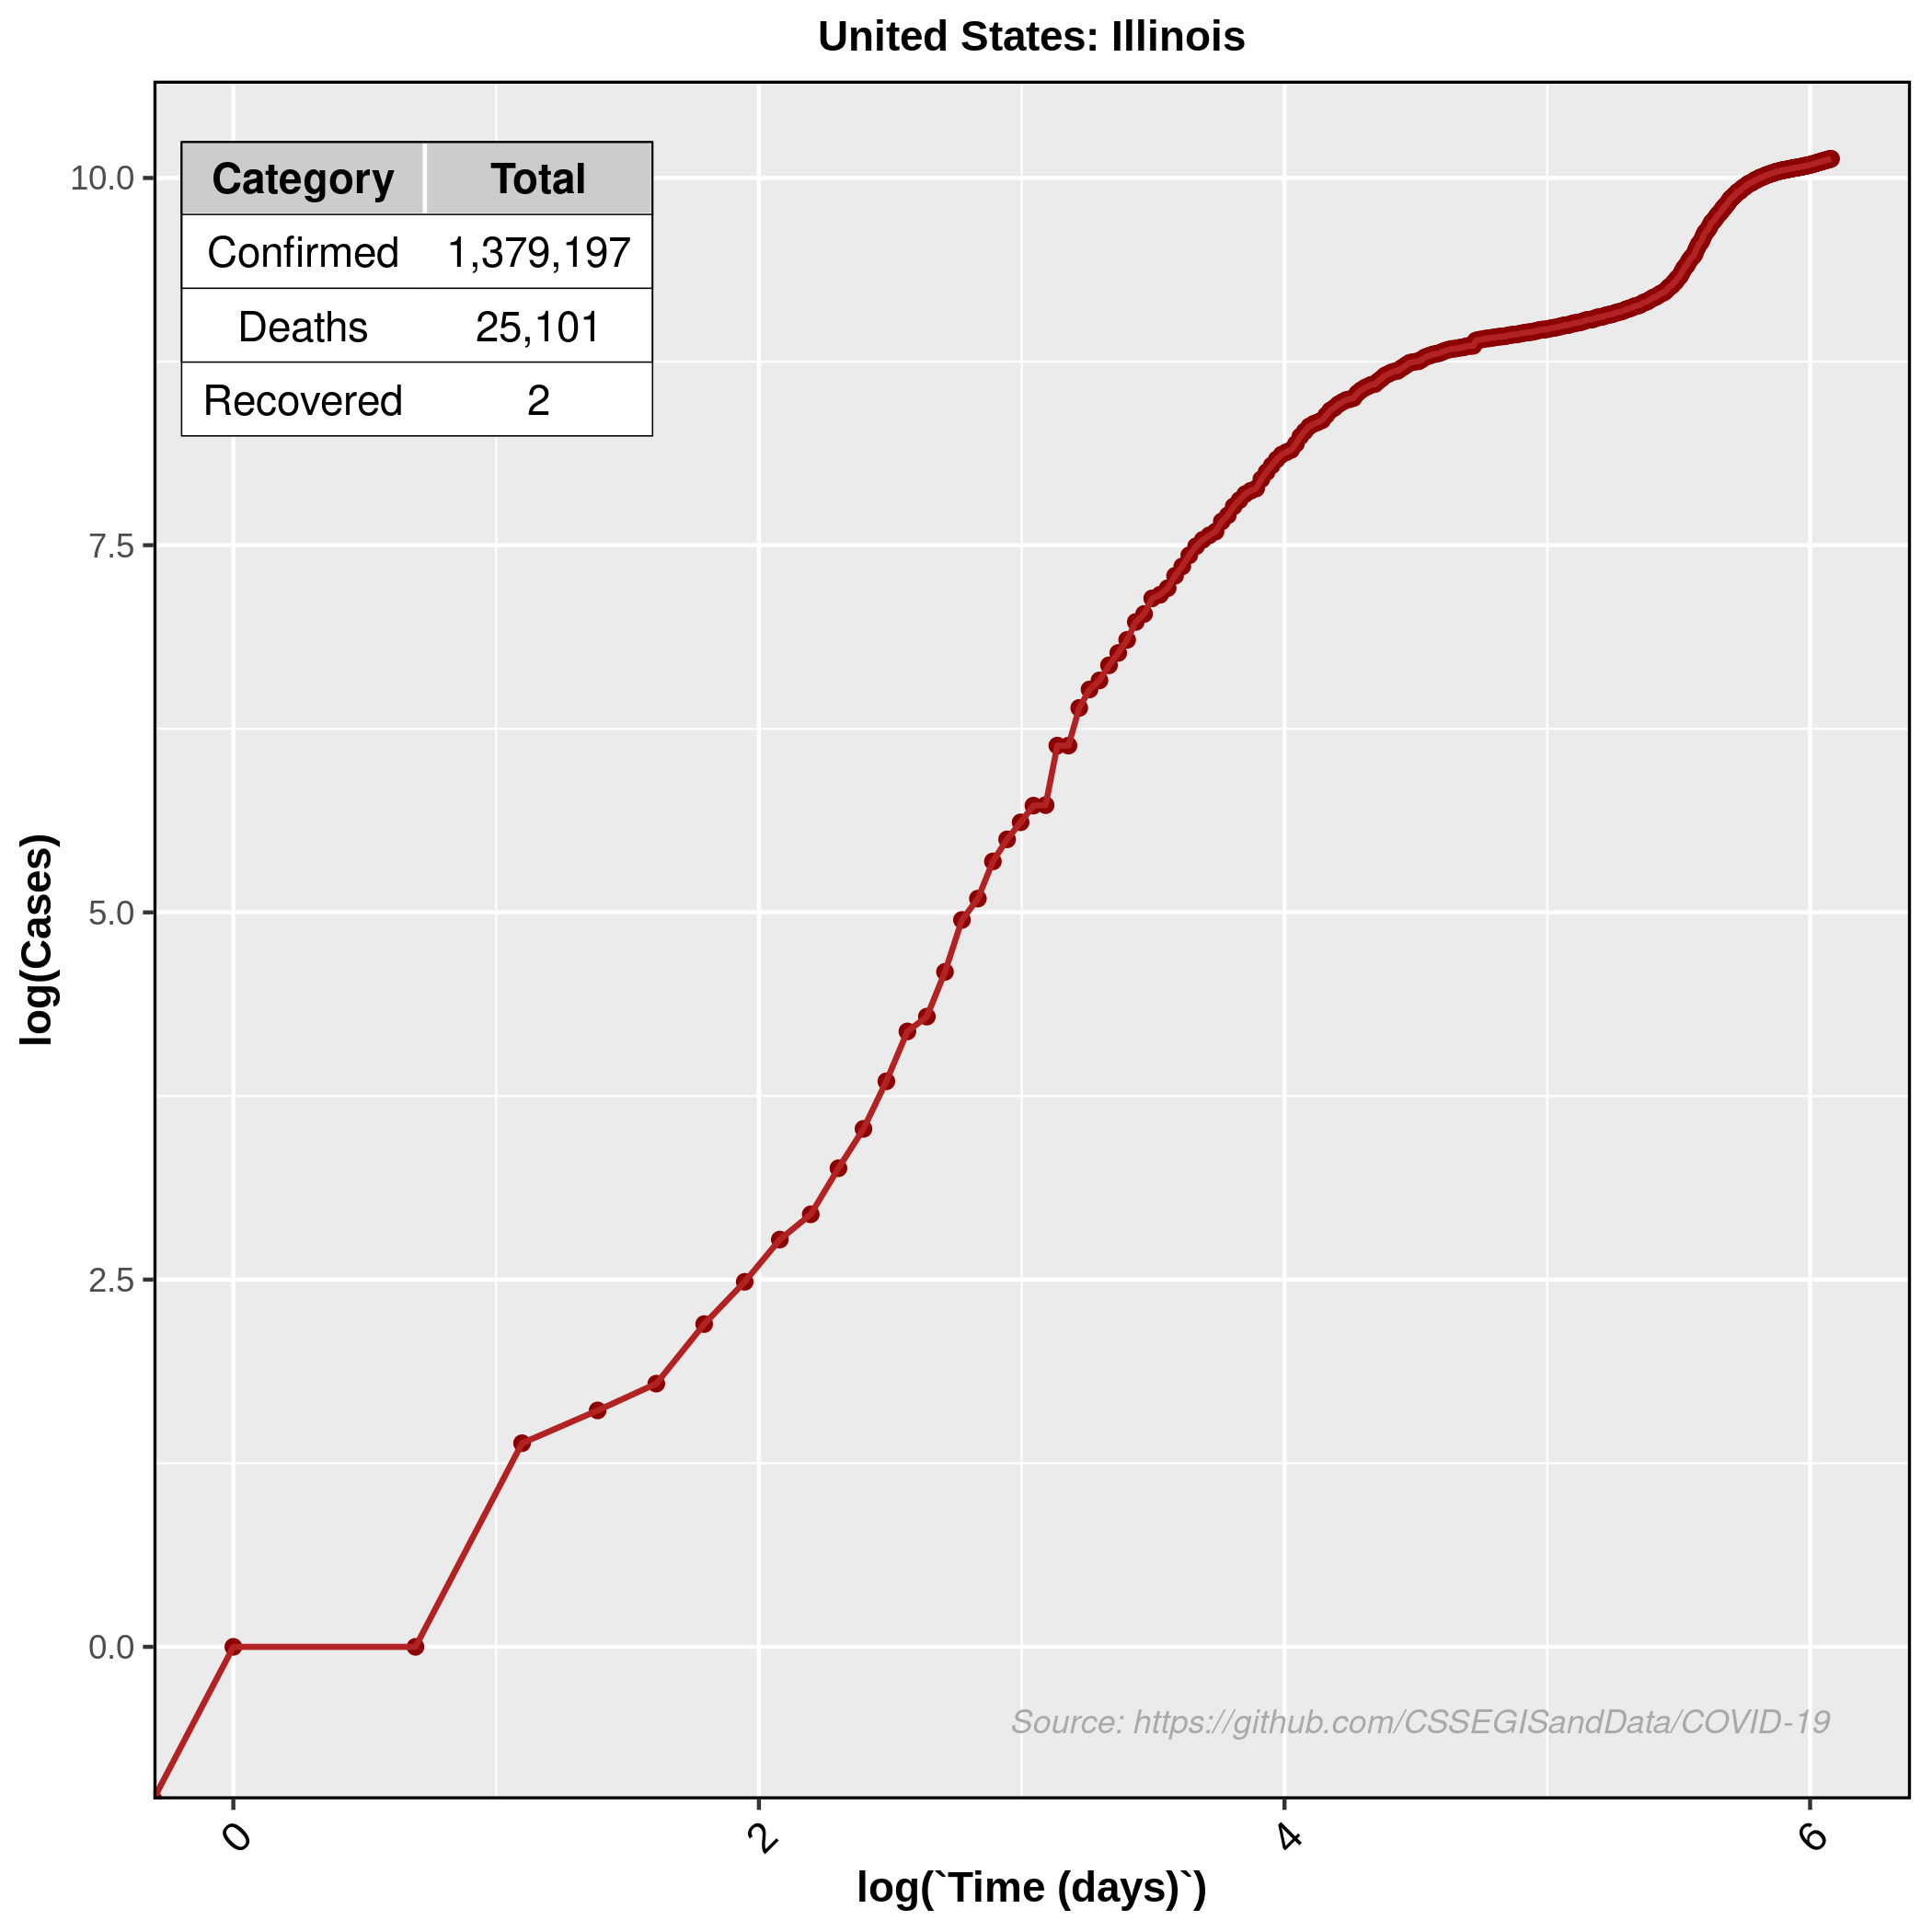 United States: Illinois
Category Total
Confirmed 1,379,197
Deaths 25,101
Recovered 2
10.0
7.5
5.0
2.5
0.0
log(Cases)
Source: https://github.com/CSSEGISandData/COVID-19
0 2 4 6
log(`Time (days)`)